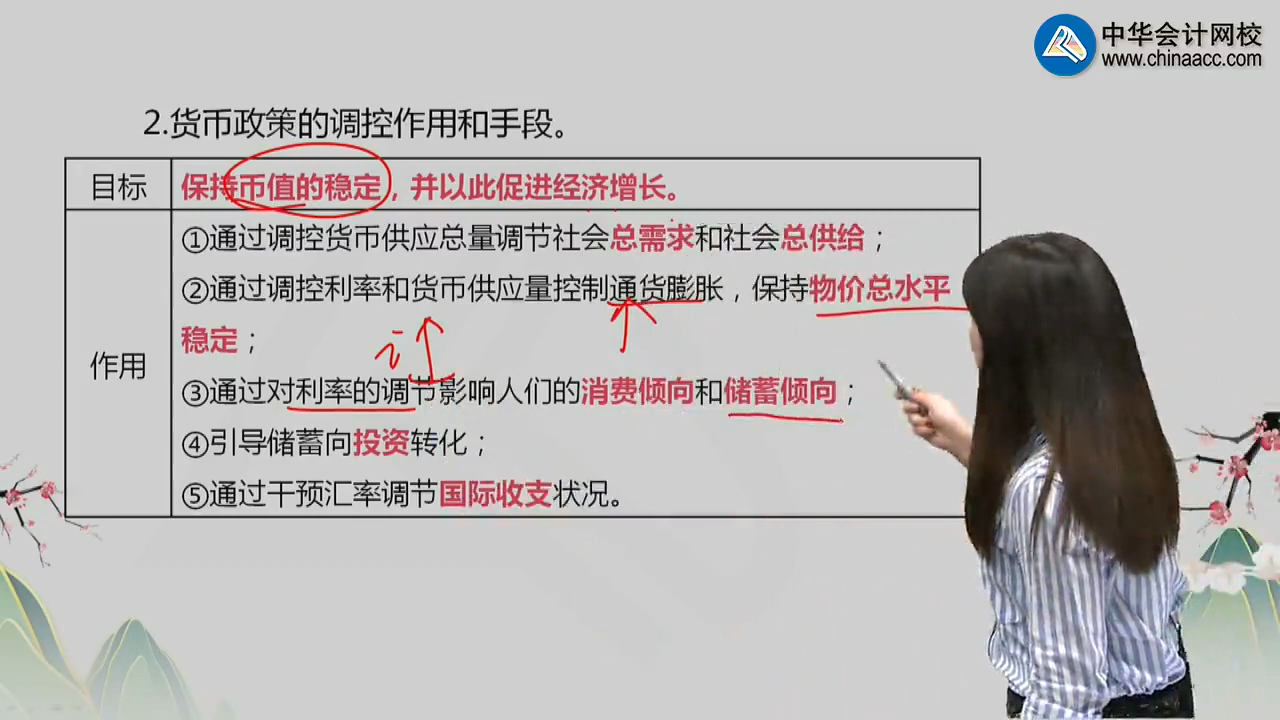 中华会计网校
www.chinaacc.com
2.货币政策的调控作用和手段。
目标
保持币值的稳定，并以此促进经济增长。
作用
①通过调控货币供应总量调节社会总需求和社会总供给；
②通过调控利率和货币供应量控制通货膨胀，保持物价总水平
稳定；
i
③通过对利率的调节影响人们的消费倾向和储蓄倾向；
④引导储蓄向投资转化；
⑤通过干预汇率调节国际收支状况。